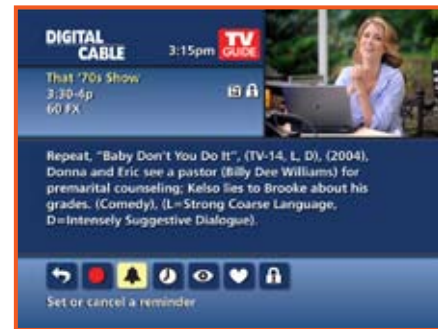 DIGITAL
CABLE
3:15pm
TV
GUIDE
That '70s Show
3:30-4p
60 FX
Repeat, "Baby Don't You Do It", (TV-14, L, D), (2004),
Donna and Eric see a pastor (Billy Dee Williams) for
premarital counseling; Kelso lies to Brooke about his
grades. (Comedy), (L=Strong Coarse Language,
D=Intensely Suggestive Dialogue).
Set or cancel a reminder